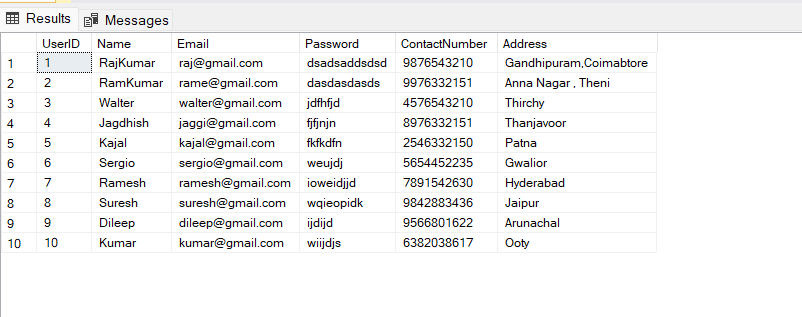 Results Messages
UserID Name Email Password ContactNumber Address
1 1 RajKumar raj@gmail.com dsadsaddsdsd 9876543210 Gandhipuram,Coimabtore
2 2 RamKumar rame@gmail.com dasdasdasds 9976332151 Anna Nagar , Theni
3 3 Walter walter@gmail.com jdfhfjd 4576543210 Thirchy
4 4 Jagdhish jaggi@gmail.com fjfjnjn 8976332151 Thanjavoor
5 5 Kajal kajal@gmail.com fkfkdfn 2546332150 Patna
6 6 Sergio sergio@gmail.com weujdj 5654452235 Gwalior
7 7 Ramesh ramesh@gmail.com ioweidjjd 7891542630 Hyderabad
8 8 Suresh suresh@gmail.com wqieopidk 9842883436 Jaipur
9 9 Dileep dileep@gmail.com ijdijd 9566801622 Arunachal
10 10 Kumar kumar@gmail.com wiijdjs 6382038617 Ooty